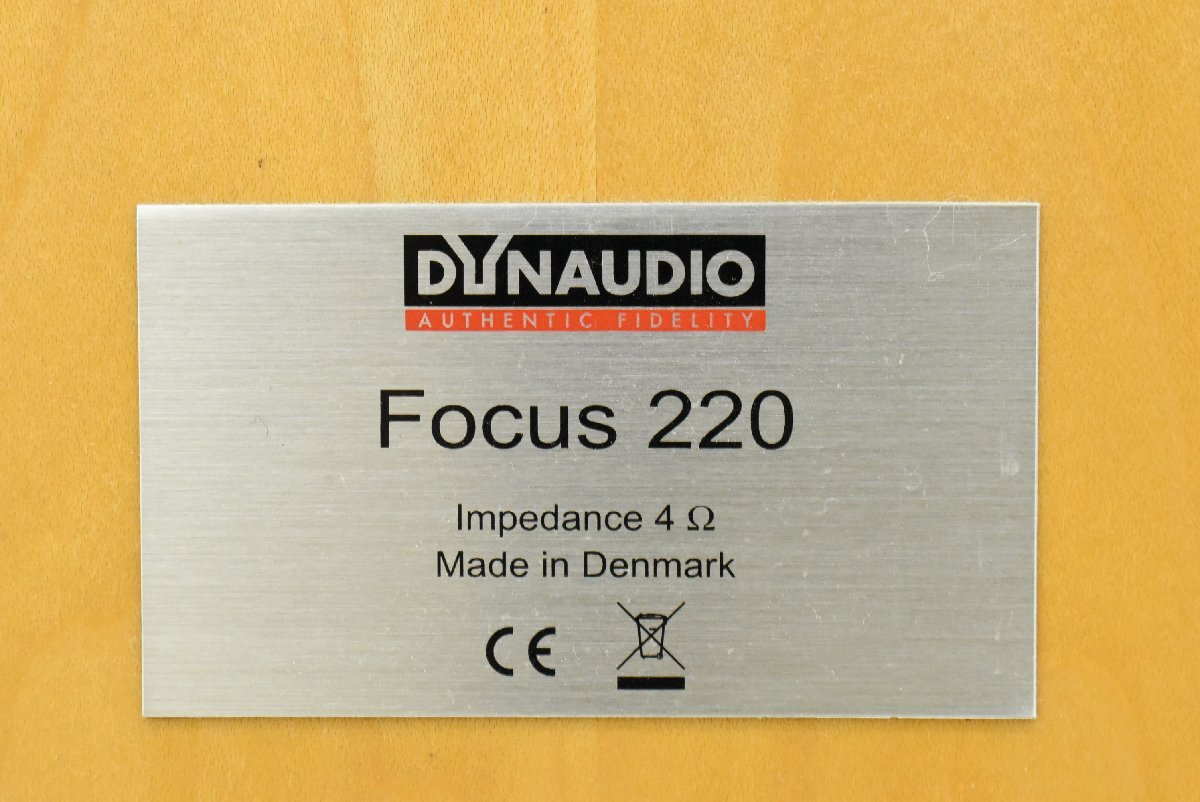 DYNAUDIO
AUTHENTIC FIDELITY
Focus 220
Impedance 4 Ω
Made in Denmark
CE